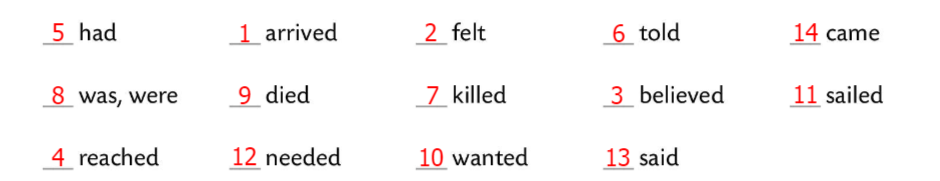 5 had 1 arrived 2 felt 6 told 14 came
8 was, were 9 died 7 killed 3 believed 11 sailed
4 reached 12 needed 10 wanted 13 said